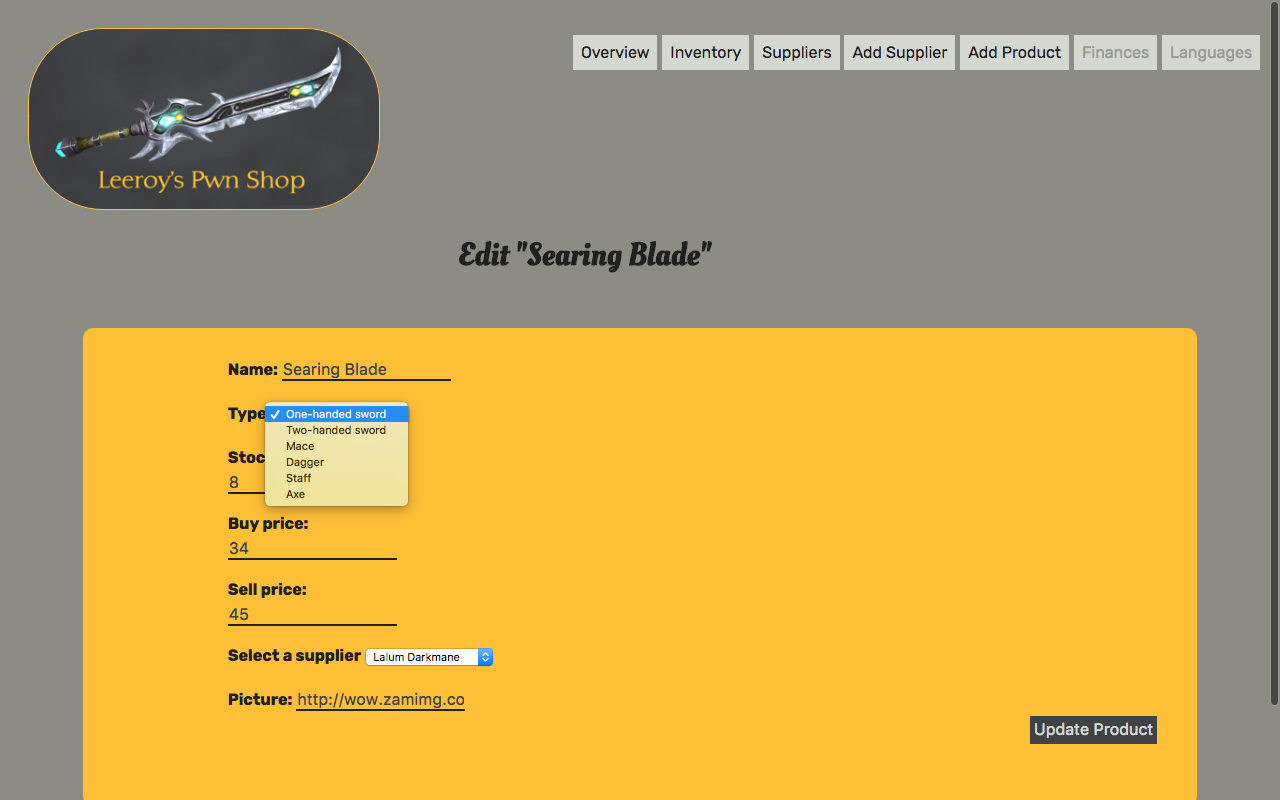 Overview Inventory Suppliers Add Supplier Add Product Finances Languages
Leeroy's Pwn Shop
Edit "Searing Blade"
Name: Searing Blade
Type
One-handed sword
Two-handed sword
Mace
Dagger
Staff
Axe
Stoc
8
Buy price:
34
Sell price:
45
Select a supplier Lalum Darkmane
Picture: http://wow.zamimg.co
Update Product